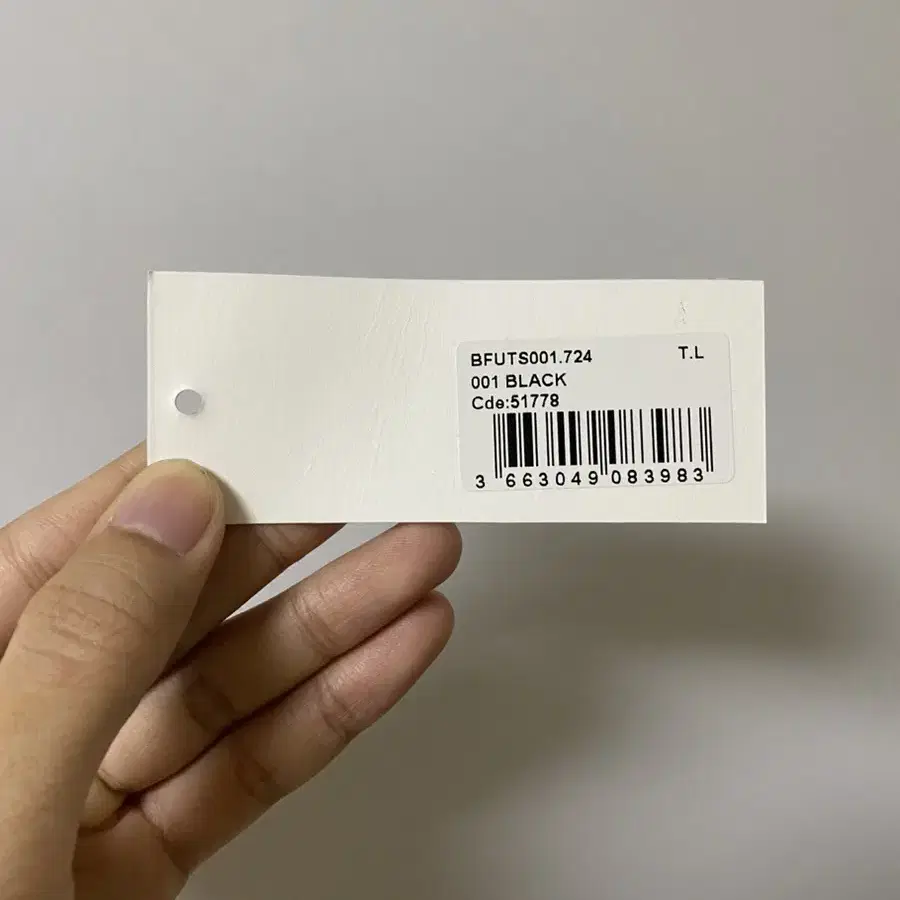 BFUTS001.724 T.L
001 BLACK
Cde:51778
3 663049 083983